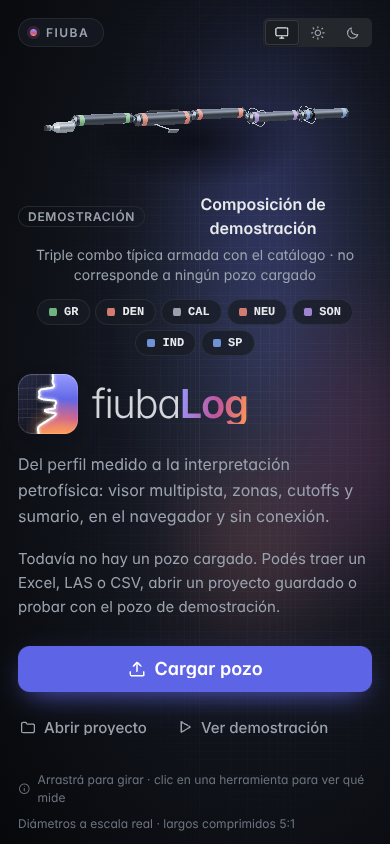 FIUBA
DEMOSTRACIÓN
Composición de
demostración
Triple combo típica armada con el catálogo · no
corresponde a ningún pozo cargado
GR DEN CAL NEU SON
IND SP
fiubaLog
Del perfil medido a la interpretación
petrofísica: visor multipista, zonas, cutoffs y
sumario, en el navegador y sin conexión.
Todavía no hay un pozo cargado. Podés traer un
Excel, LAS o CSV, abrir un proyecto guardado o
probar con el pozo de demostración.
Cargar pozo
Abrir proyecto Ver demostración
Arrastrá para girar · clic en una herramienta para ver qué
mide
Diámetros a escala real · largos comprimidos 5:1